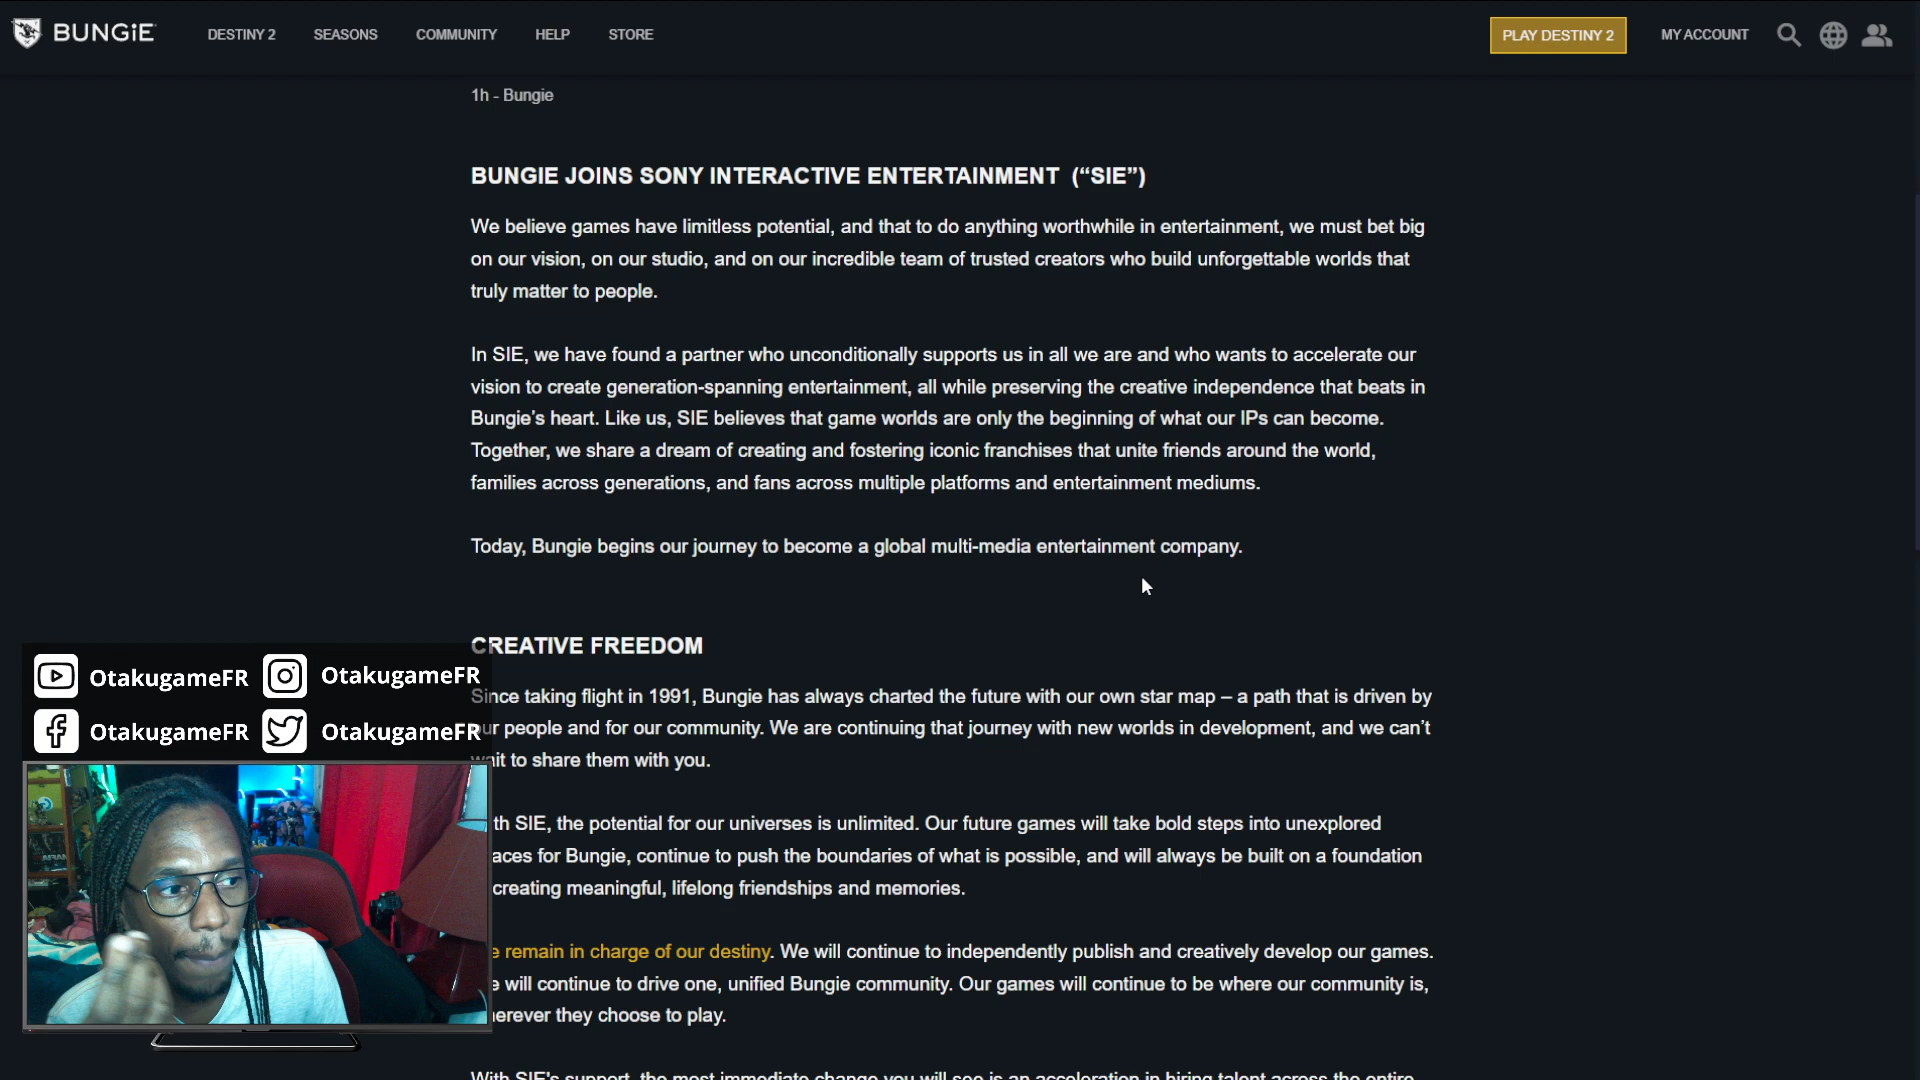 BUNGiE
DESTINY 2
SEASONS
COMMUNITY
HELP
STORE
PLAY DESTINY 2
MY ACCOUNT
1h - Bungie
BUNGIE JOINS SONY INTERACTIVE ENTERTAINMENT (“SIE”)
We believe games have limitless potential, and that to do anything worthwhile in entertainment, we must bet big
on our vision, on our studio, and on our incredible team of trusted creators who build unforgettable worlds that
truly matter to people.
In SIE, we have found a partner who unconditionally supports us in all we are and who wants to accelerate our
vision to create generation-spanning entertainment, all while preserving the creative independence that beats in
Bungie’s heart. Like us, SIE believes that game worlds are only the beginning of what our IPs can become.
Together, we share a dream of creating and fostering iconic franchises that unite friends around the world,
families across generations, and fans across multiple platforms and entertainment mediums.
Today, Bungie begins our journey to become a global multi-media entertainment company.
CREATIVE FREEDOM
Since taking flight in 1991, Bungie has always charted the future with our own star map – a path that is driven by
our people and for our community. We are continuing that journey with new worlds in development, and we can’t
wait to share them with you.
th SIE, the potential for our universes is unlimited. Our future games will take bold steps into unexplored
aces for Bungie, continue to push the boundaries of what is possible, and will always be built on a foundation
creating meaningful, lifelong friendships and memories.
e remain in charge of our destiny. We will continue to independently publish and creatively develop our games.
e will continue to drive one, unified Bungie community. Our games will continue to be where our community is,
erever they choose to play.
With SIE's support, the most immediate change you will see is an acceleration in hiring talent across the entire
OtakugameFR
OtakugameFR
OtakugameFR
OtakugameFR